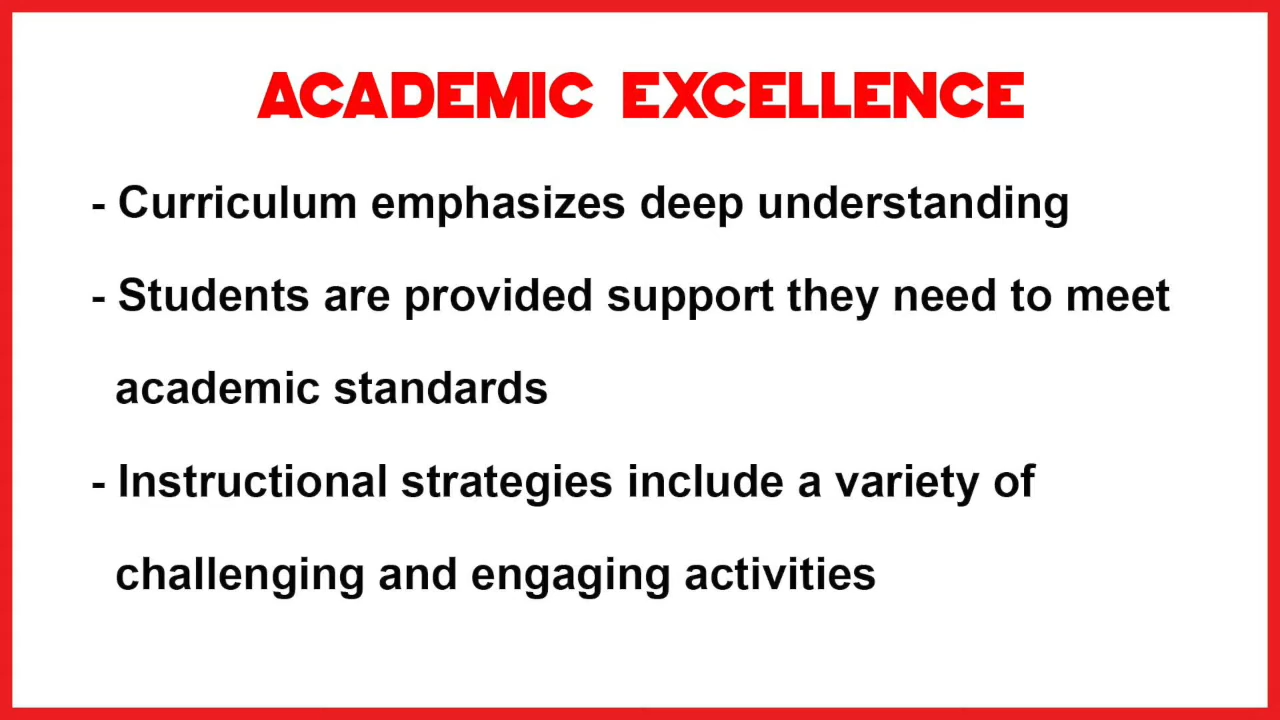 ACADEMIC EXCELLENCE
- Curriculum emphasizes deep understanding
- Students are provided support they need to meet
academic standards
- Instructional strategies include a variety of
challenging and engaging activities